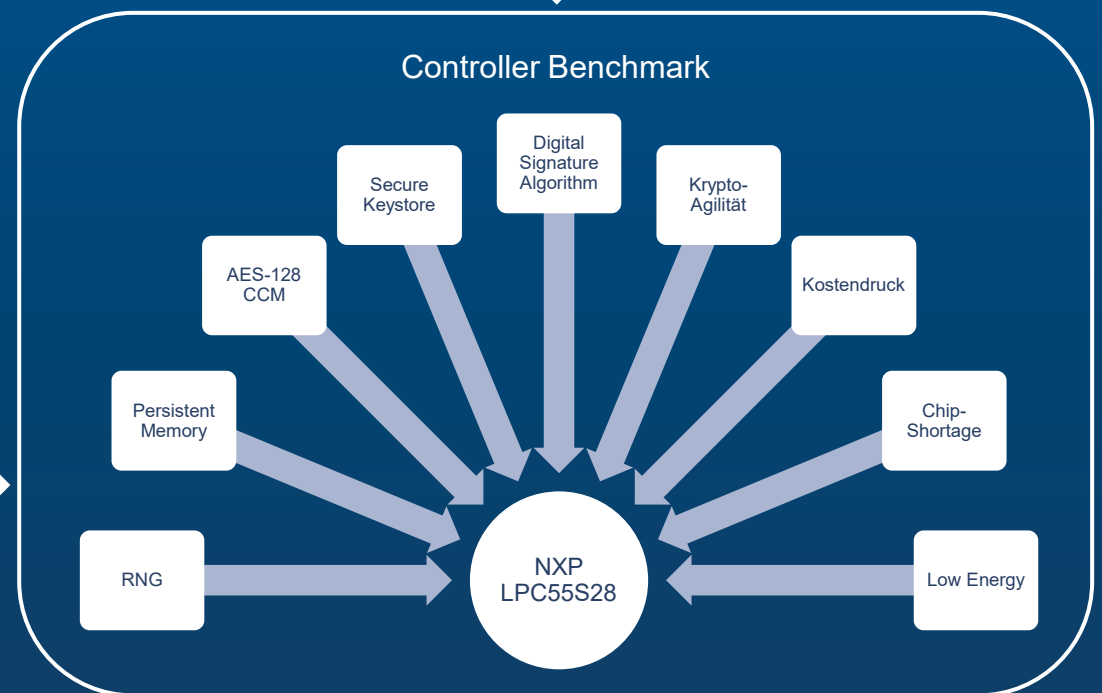 Controller Benchmark
Digital
Signature
Algorithm
Secure
Keystore
Krypto-
Agilität
AES-128
CCM
Kostendruck
Persistent
Memory
Chip-
Shortage
RNG
NXP
LPC55S28
Low Energy